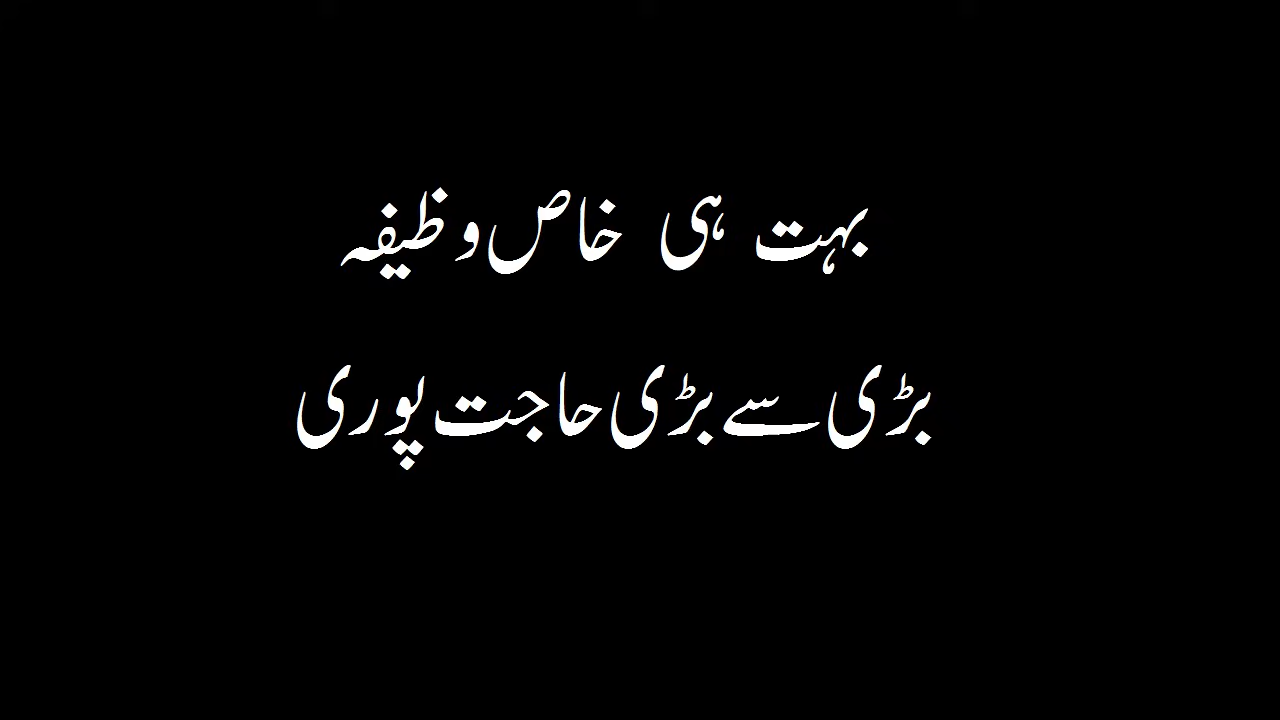 بہت ہی خاص وظیفہ
بڑی سے بڑی حاجت پوری